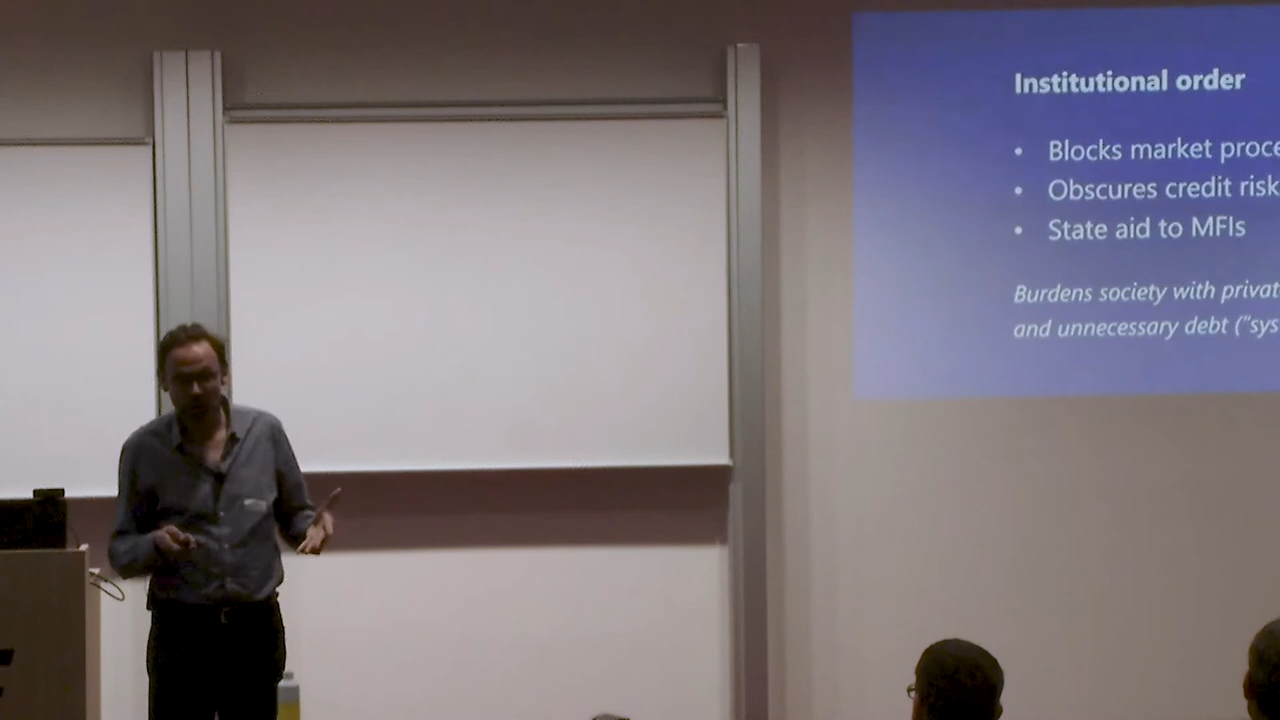 Institutional order
• Blocks market proce
• Obscures credit risk
• State aid to MFIs
Burdens society with privat
and unnecessary debt ("sys